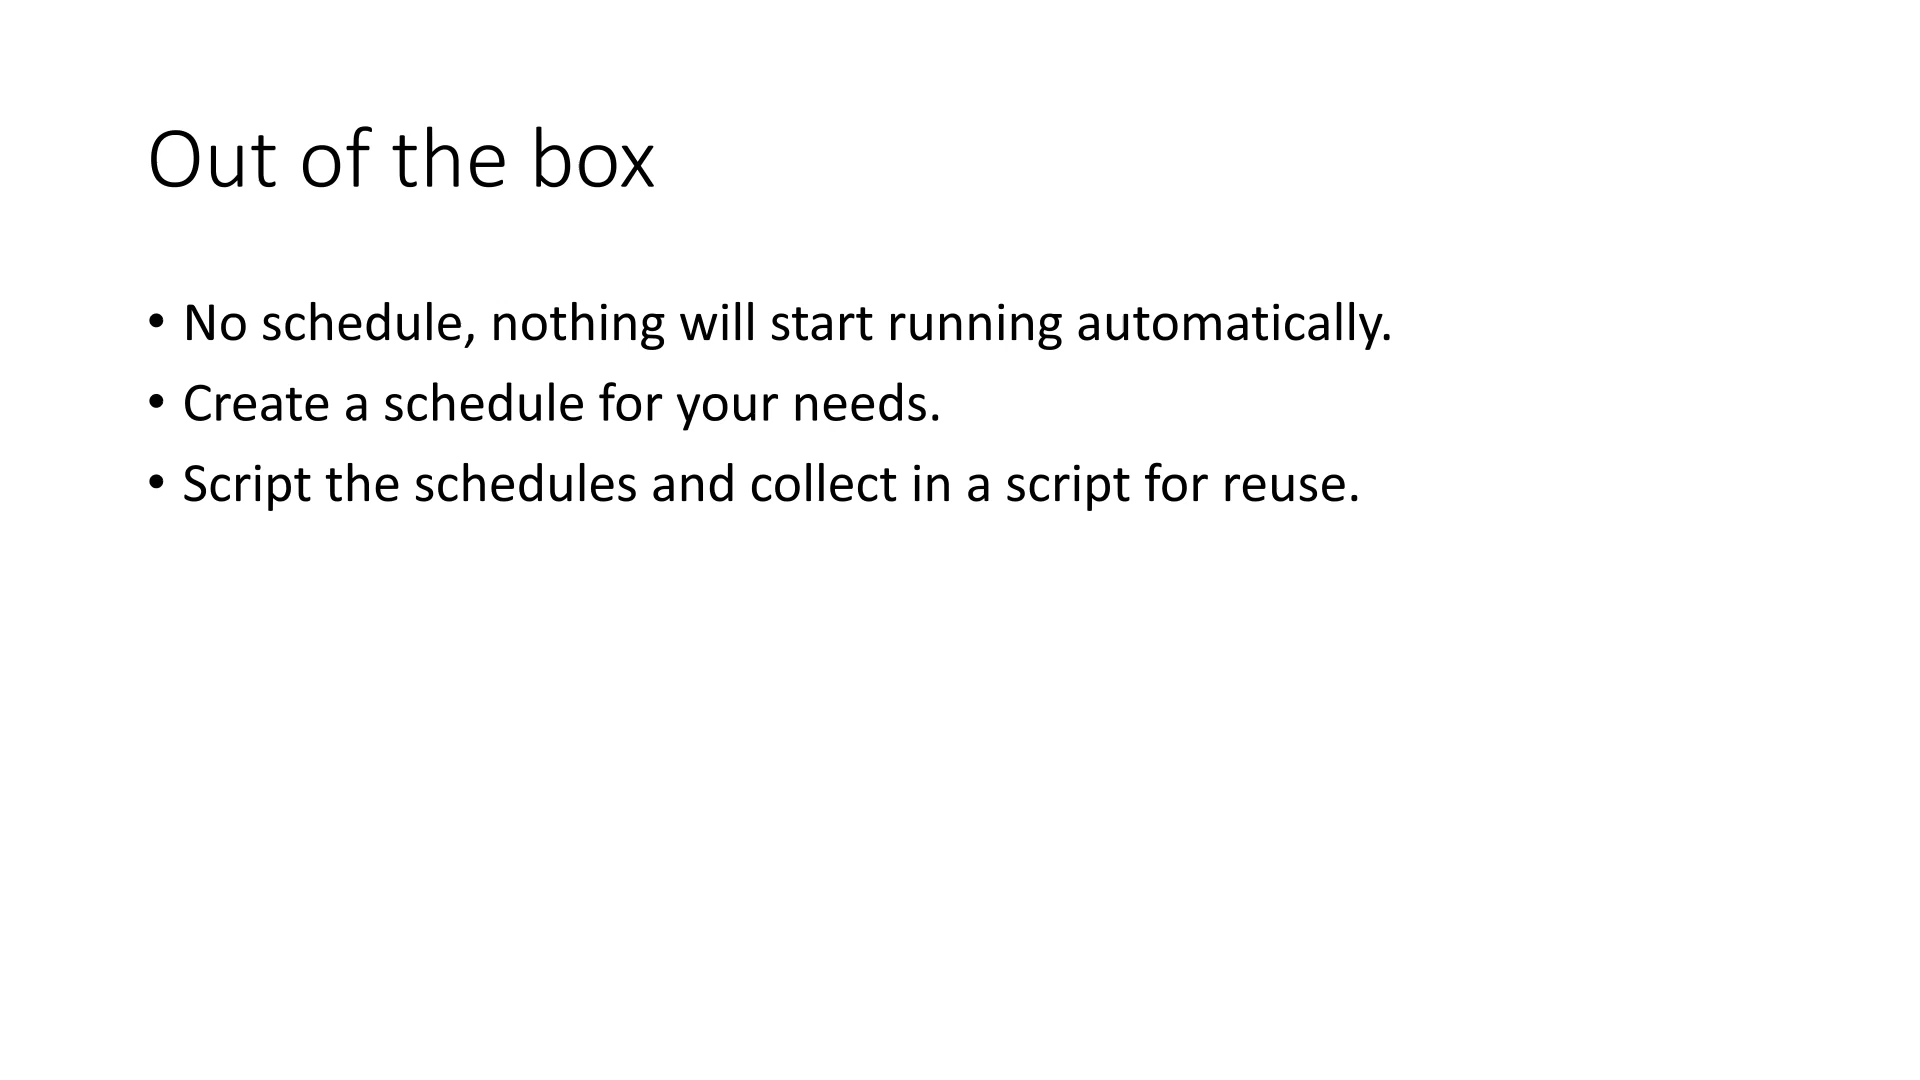 Out of the box
• No schedule, nothing will start running automatically.
• Create a schedule for your needs.
• Script the schedules and collect in a script for reuse.